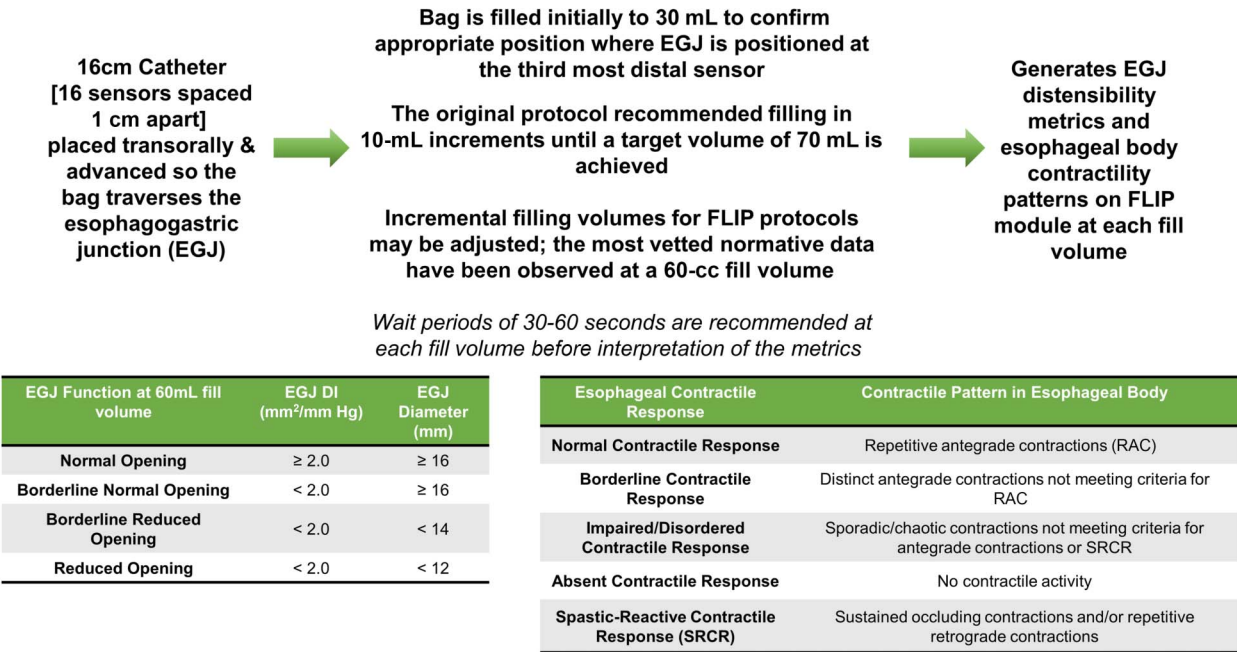 16cm Catheter
[16 sensors spaced
1 cm apart]
placed transorally &
advanced so the
bag traverses the
esophagogastric
junction (EGJ)
Bag is filled initially to 30 mL to confirm
appropriate position where EGJ is positioned at
the third most distal sensor
The original protocol recommended filling in
10-mL increments until a target volume of 70 mL is
achieved
Incremental filling volumes for FLIP protocols
may be adjusted; the most vetted normative data
have been observed at a 60-cc fill volume
Wait periods of 30-60 seconds are recommended at
each fill volume before interpretation of the metrics
Generates EGJ
distensibility
metrics and
esophageal body
contractility
patterns on FLIP
module at each fill
volume
EGJ Function at 60mL fill
volume
EGJ DI
(mm²/mm Hg)
EGJ
Diameter
(mm)
Normal Opening ≥ 2.0 ≥ 16
Borderline Normal Opening < 2.0 ≥ 16
Borderline Reduced
Opening
< 2.0 < 14
Reduced Opening < 2.0 < 12
Esophageal Contractile
Response
Contractile Pattern in Esophageal Body
Normal Contractile Response Repetitive antegrade contractions (RAC)
Borderline Contractile
Response
Distinct antegrade contractions not meeting criteria for
RAC
Impaired/Disordered
Contractile Response
Sporadic/chaotic contractions not meeting criteria for
antegrade contractions or SRCR
Absent Contractile Response No contractile activity
Spastic-Reactive Contractile
Response (SRCR)
Sustained occluding contractions and/or repetitive
retrograde contractions